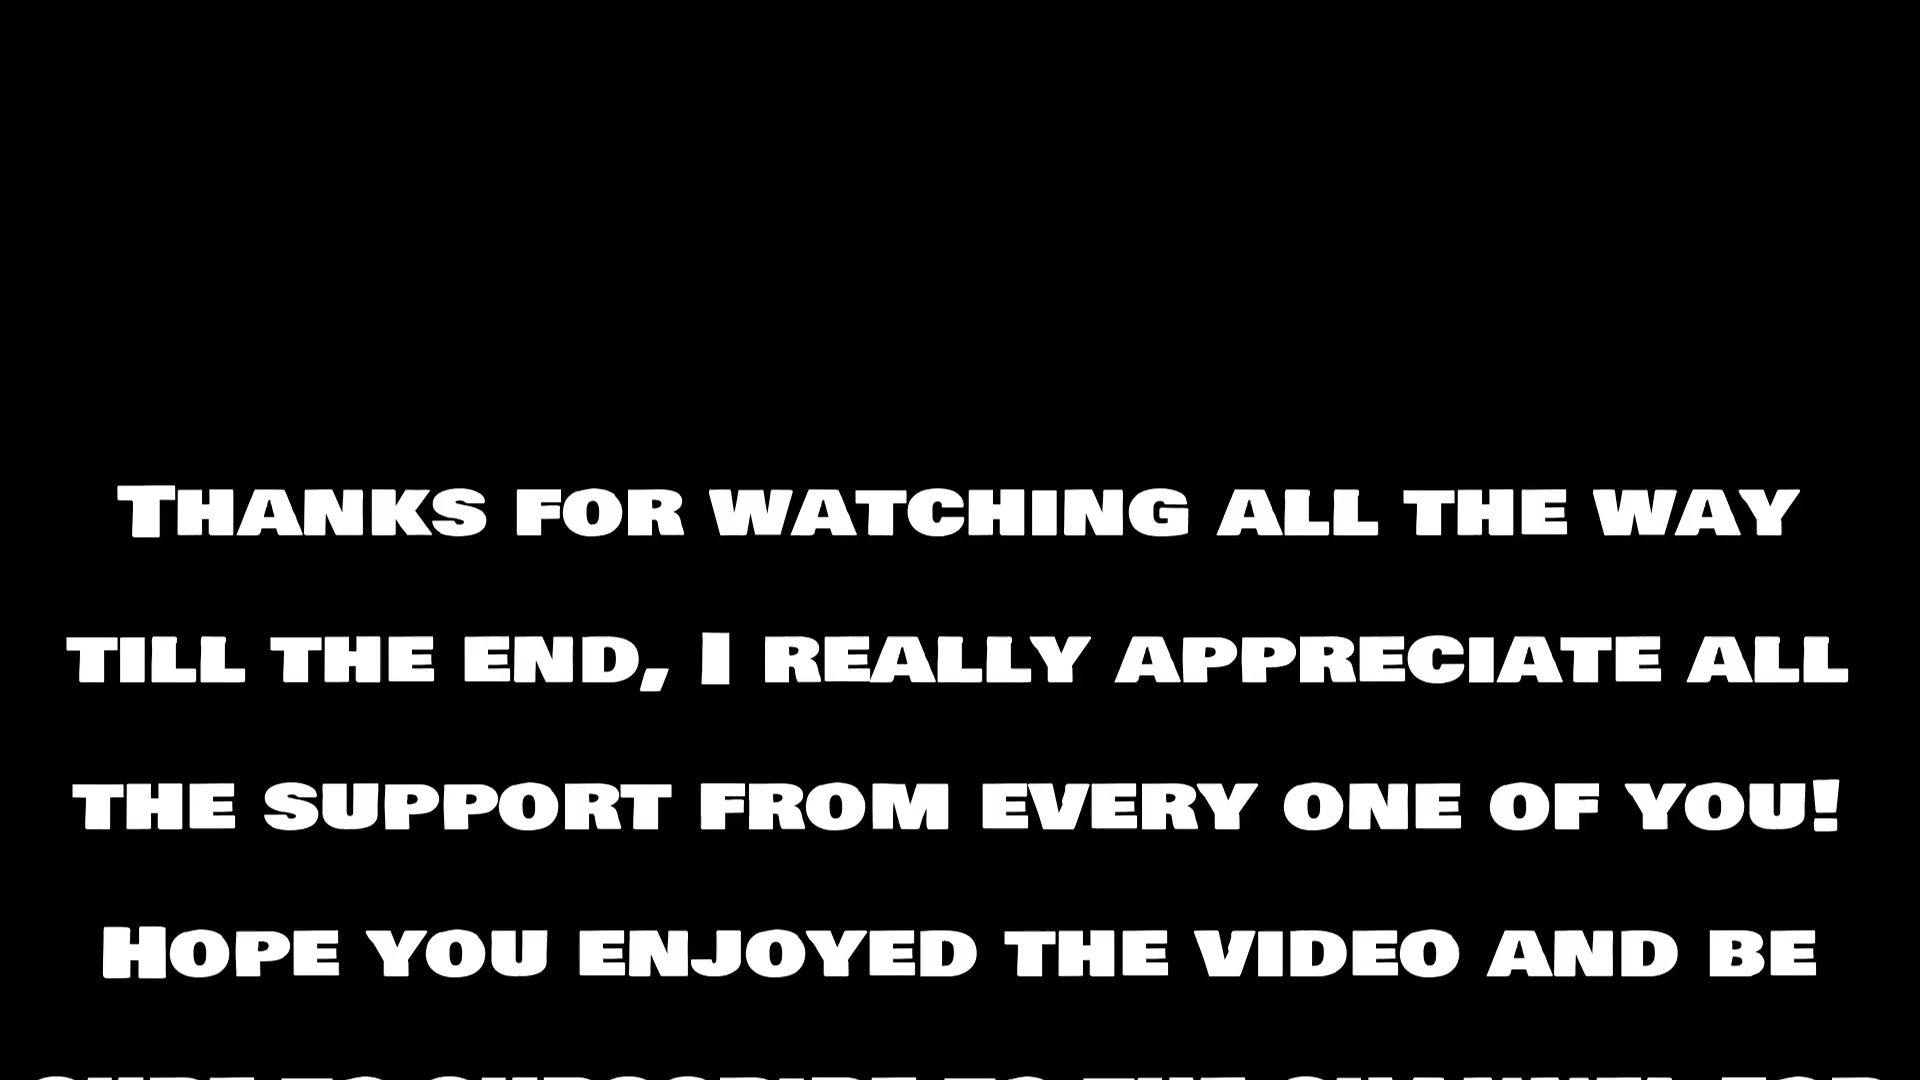 Thanks for watching all the way
till the end, I really appreciate all
the support from every one of you!
Hope you enjoyed the video and be